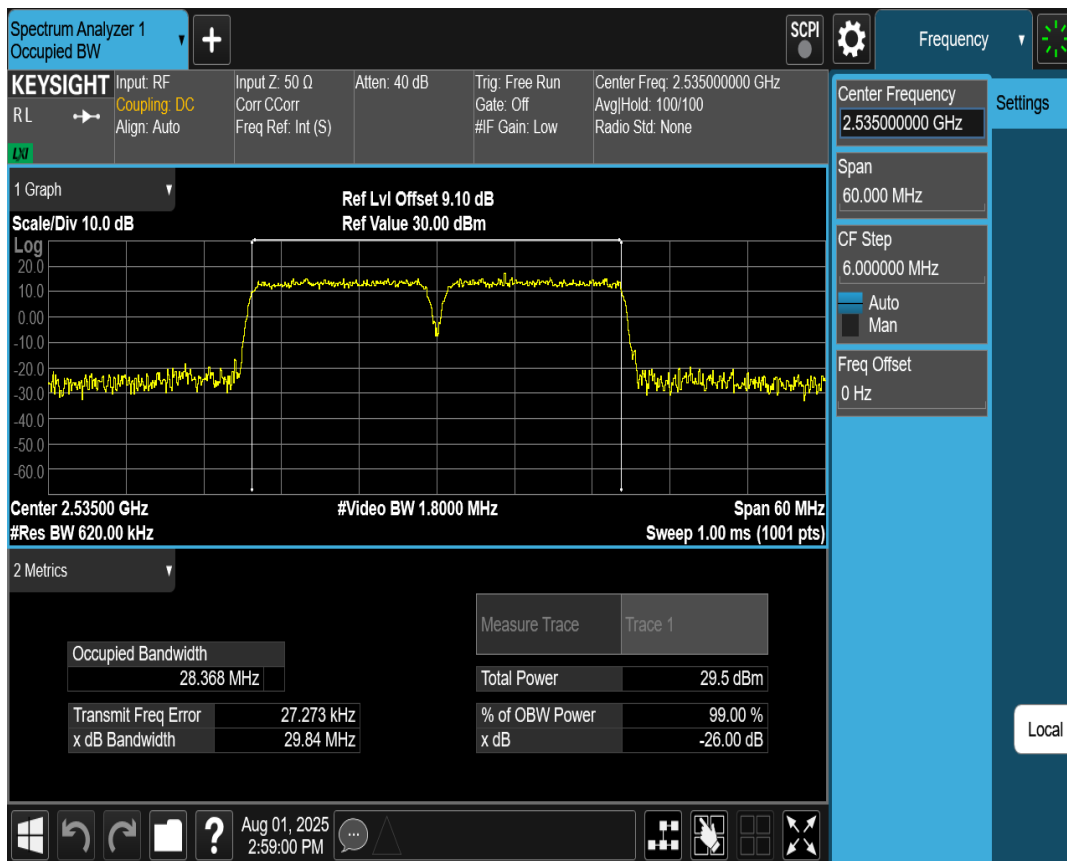 Spectrum Analyzer 1
Occupied BW
+
SCPI
Frequency
KEYSIGHT
RL
LXI
Input: RF
Coupling: DC
Align: Auto
Input Z: 50 Ω
Corr CCorr
Freq Ref: Int (S)
Atten: 40 dB
Trig: Free Run
Gate: Off
#IF Gain: Low
Center Freq: 2.535000000 GHz
Avg|Hold: 100/100
Radio Std: None
Center Frequency
2.535000000 GHz
Settings
Span
60.000 MHz
CF Step
6.000000 MHz
Auto
Man
Freq Offset
0 Hz
1 Graph
Scale/Div 10.0 dB
Ref Lvl Offset 9.10 dB
Ref Value 30.00 dBm
Log
20.0
10.0
0.00
-10.0
-20.0
-30.0
-40.0
-50.0
-60.0
Center 2.53500 GHz
#Video BW 1.8000 MHz
Span 60 MHz
#Res BW 620.00 kHz
Sweep 1.00 ms (1001 pts)
2 Metrics
Measure Trace
Trace 1
Occupied Bandwidth
28.368 MHz
Total Power
29.5 dBm
Transmit Freq Error
27.273 kHz
% of OBW Power
99.00 %
x dB Bandwidth
29.84 MHz
x dB
-26.00 dB
Local
?
Aug 01, 2025
2:59:00 PM